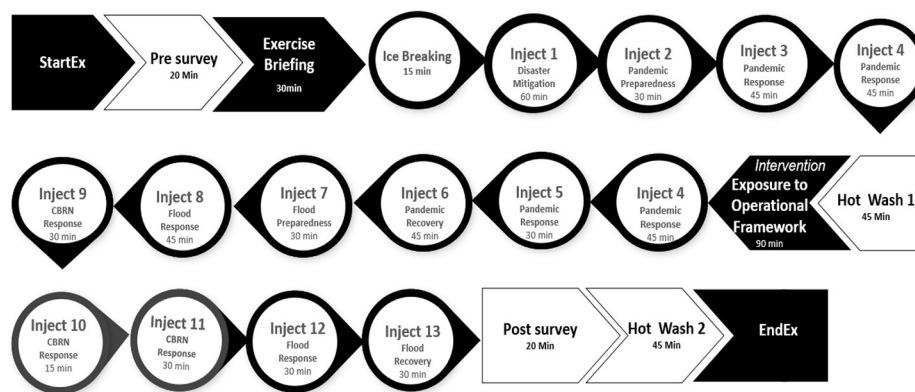 StartEx
Pre survey
20 Min
Exercise
Briefing
30min
Ice Breaking
15 min
Inject 1
Disaster
Mitigation
60 min
Inject 2
Pandemic
Preparedness
30 min
Inject 3
Pandemic
Response
45 min
Inject 4
Pandemic
Response
45 min
Hot Wash 1
45 Min
Intervention
Exposure to
Operational
Framework
90 min
Inject 4
Pandemic
Response
45 min
Inject 5
Pandemic
Response
30 min
Inject 6
Pandemic
Recovery
45 min
Inject 7
Flood
Preparedness
30 min
Inject 8
Flood
Response
45 min
Inject 9
CBRN
Response
30 min
Inject 10
CBRN
Response
15 min
Inject 11
CBRN
Response
30 min
Inject 12
Flood
Response
30 min
Inject 13
Flood
Recovery
30 min
Post survey
20 Min
Hot Wash 2
45 Min
EndEx